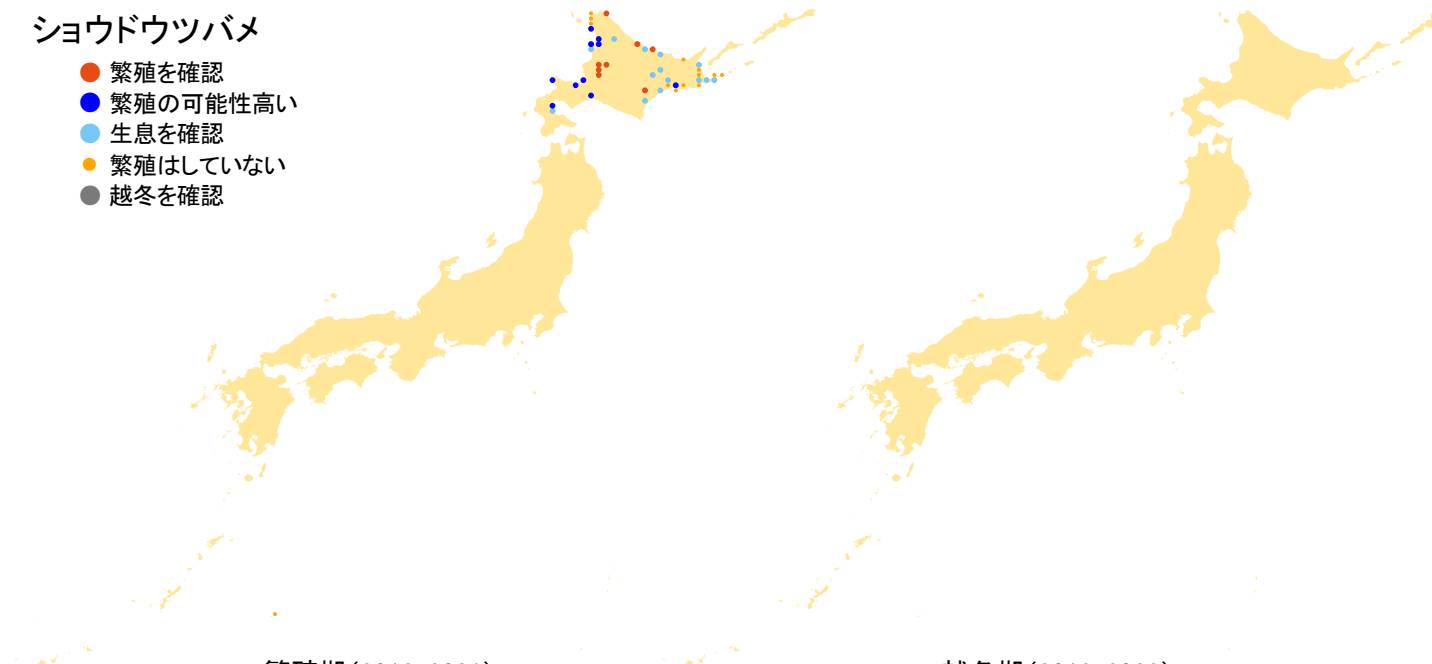 ショウドウツバメ
繁殖を確認
繁殖の可能性高い
生息を確認
繁殖はしていない
越冬を確認